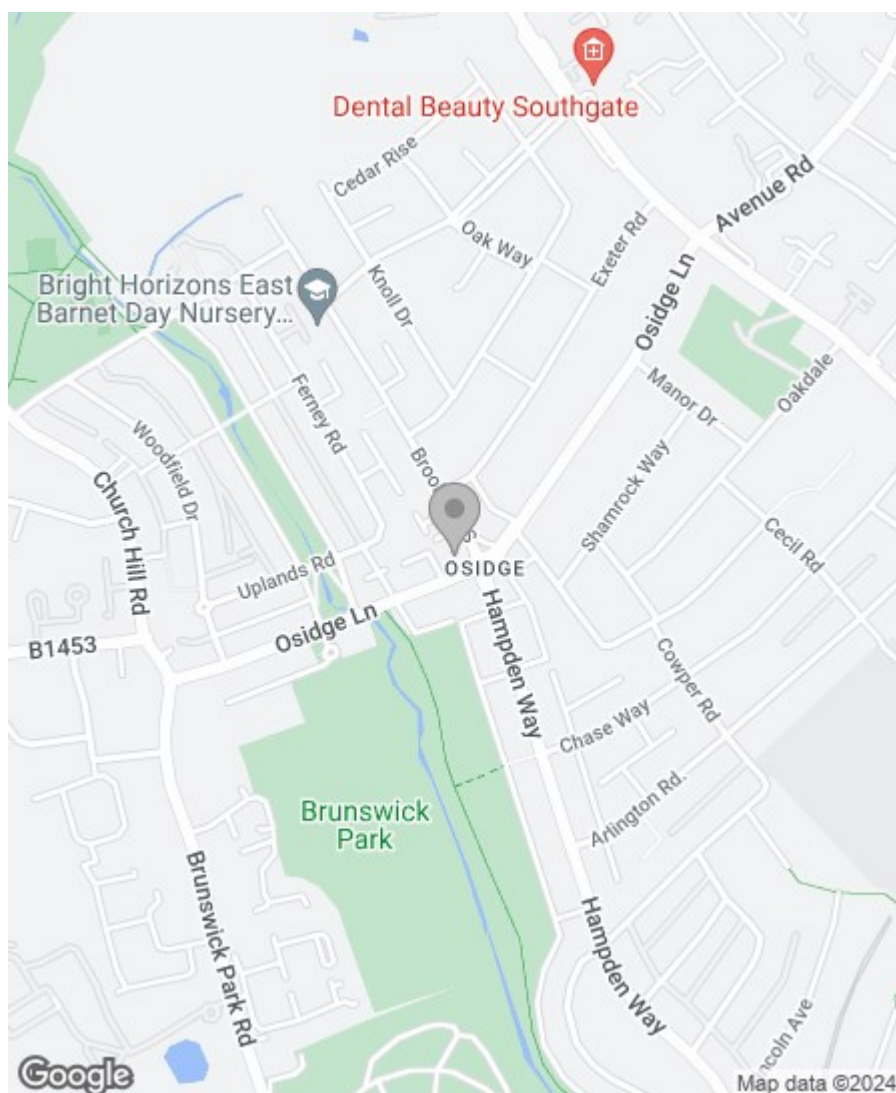 Dental Beauty Southgate
Cedar Rise
Avenue Rd
Oak Way
Exeter Rd
Bright Horizons East
Barnet Day Nursery...
Knoll Dr
Osidge Ln
Ferney Rd
Manor Dr
Oakdale
Woodfield Dr
Church Hill Rd
Shamrock Way
Cecil Rd
Uplands Rd
OSIDGE
Osidge Ln
B1453
Hampden Way
Cowper Rd
Chase Way
Brunswick
Park
Arlington Rd.
Brunswick Park Rd
Hampden Way
Google
Map data ©2024